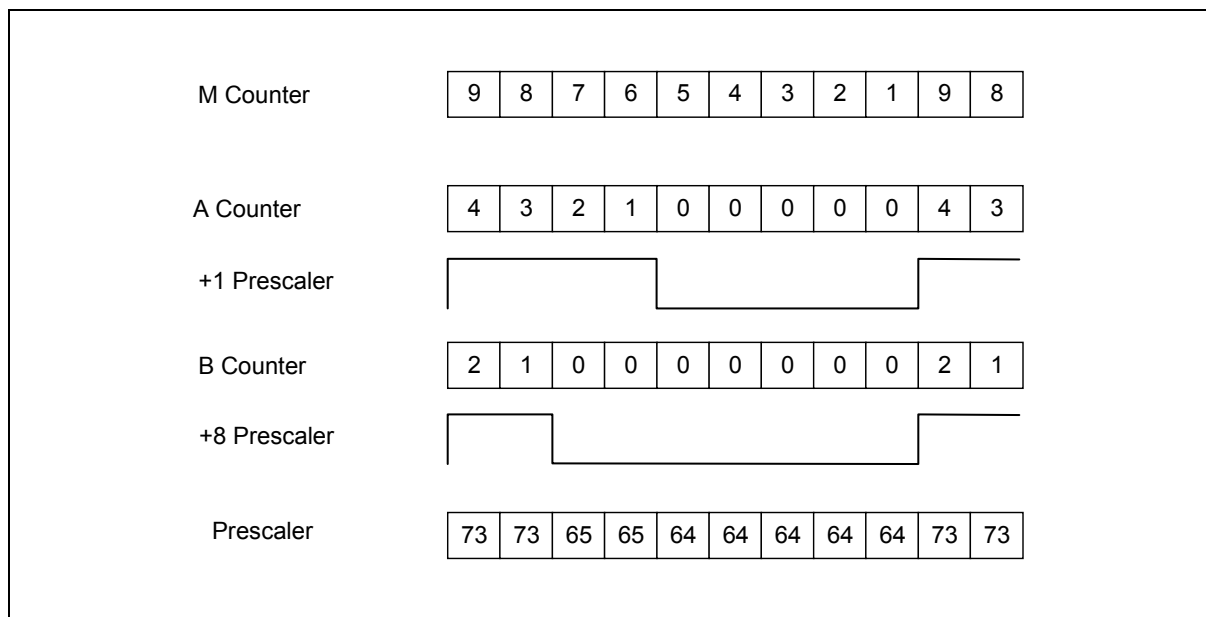 M Counter 9 8 7 6 5 4 3 2 1 9 8
A Counter 4 3 2 1 0 0 0 0 0 4 3
+1 Prescaler
B Counter 2 1 0 0 0 0 0 0 0 2 1
+8 Prescaler
Prescaler 73 73 65 65 64 64 64 64 64 73 73